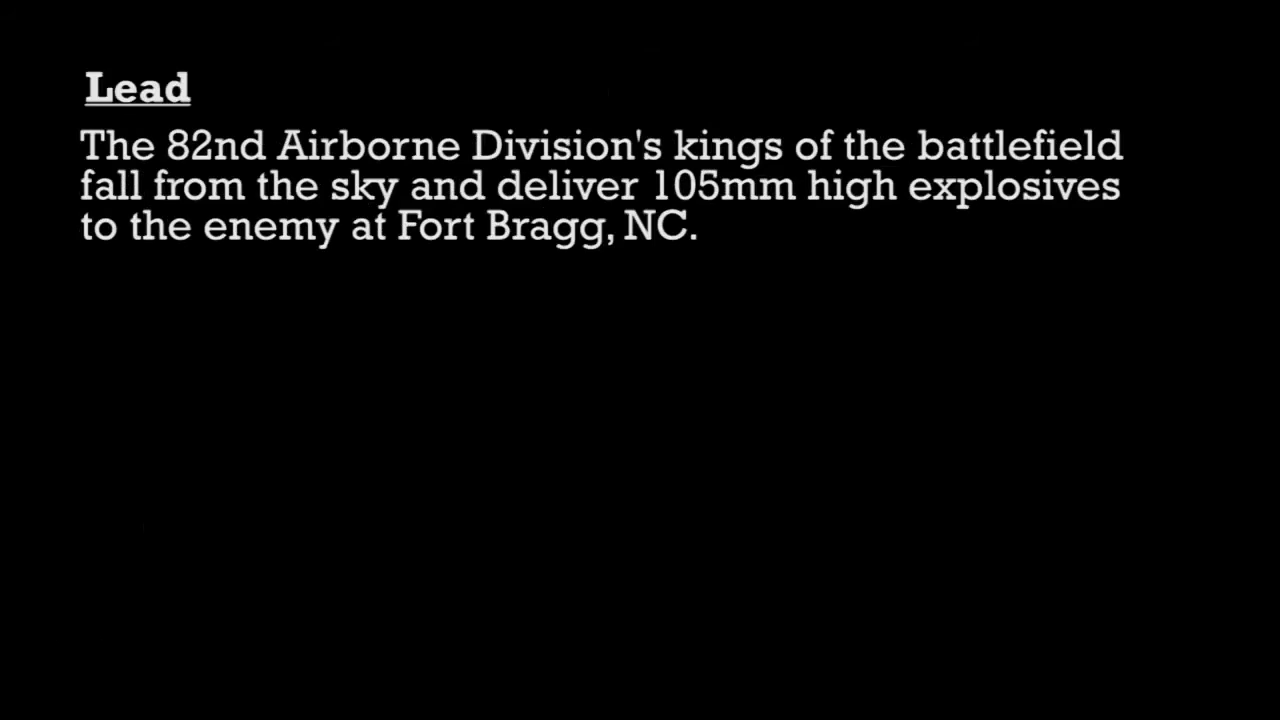 Lead
The 82nd Airborne Division's kings of the battlefield
fall from the sky and deliver 105mm high explosives
to the enemy at Fort Bragg, NC.